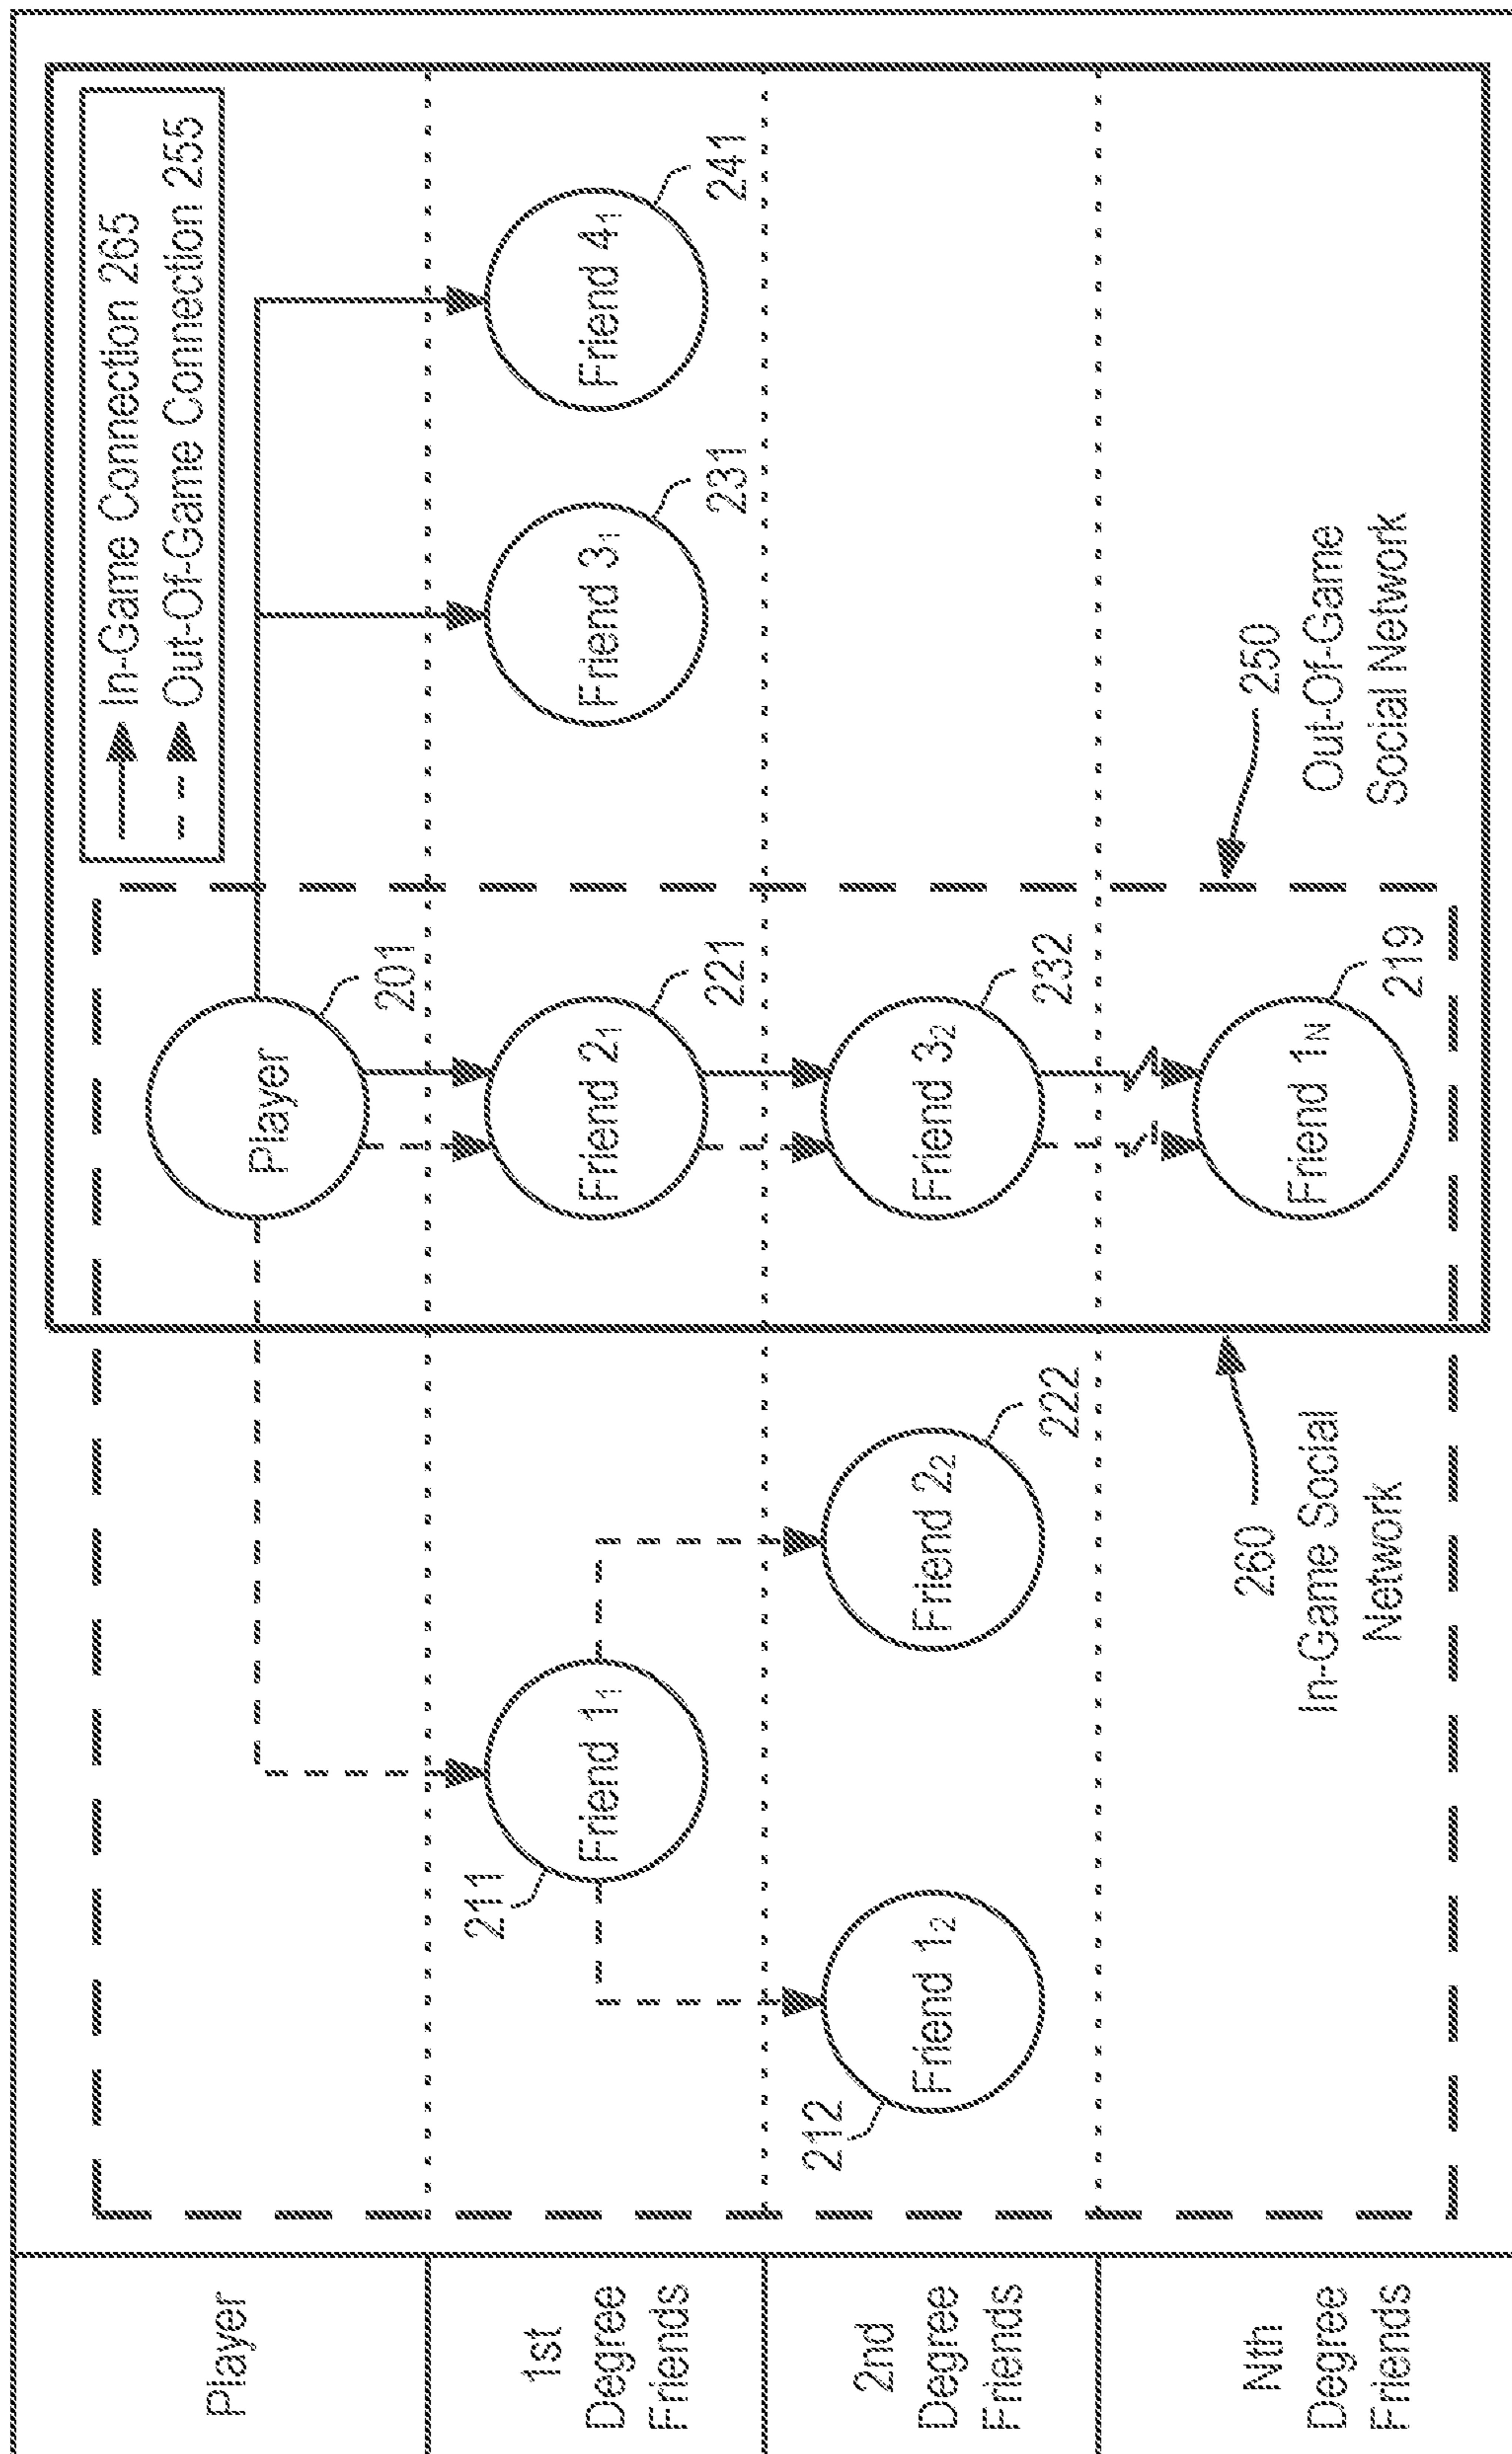 Player
In-Game Connection 265
Out-Of-Game Connection 255
Player
201
1st
Degree
Friends
211
Friend 1₁
Friend 2₁
221
Friend 3₁
231
Friend 4₁
241
2nd
Degree
Friends
212
Friend 1₂
Friend 2₂
222
Friend 3₂
232
Nth
Degree
Friends
260
In-Game Social
Network
Friend 1N
219
250
Out-Of-Game
Social Network